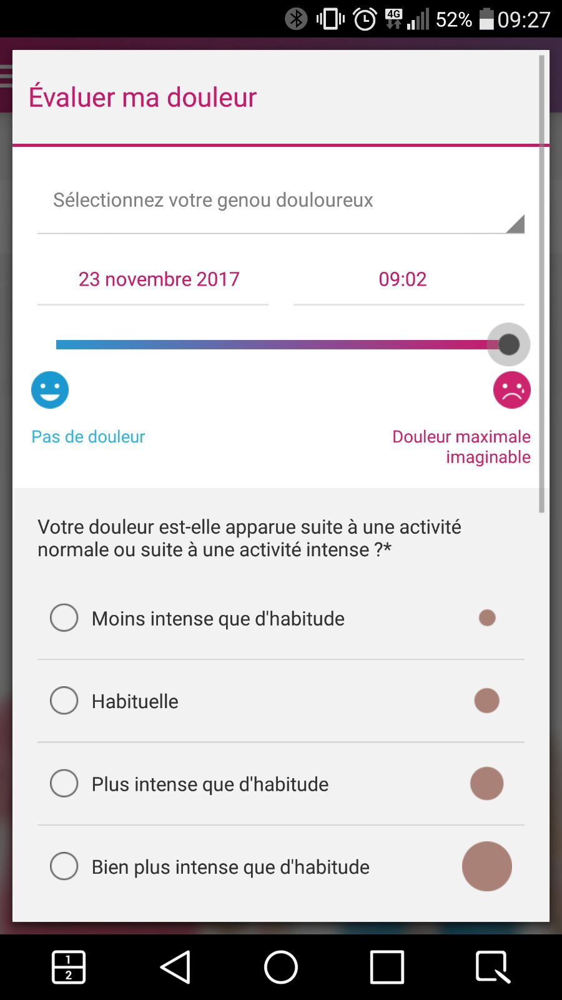 4G 52% 09:27
Évaluer ma douleur
Sélectionnez votre genou douloureux
23 novembre 2017 09:02
Pas de douleur
Douleur maximale
imaginable
Votre douleur est-elle apparue suite à une activité
normale ou suite à une activité intense ?*
Moins intense que d'habitude
Habituelle
Plus intense que d'habitude
Bien plus intense que d'habitude
1
2